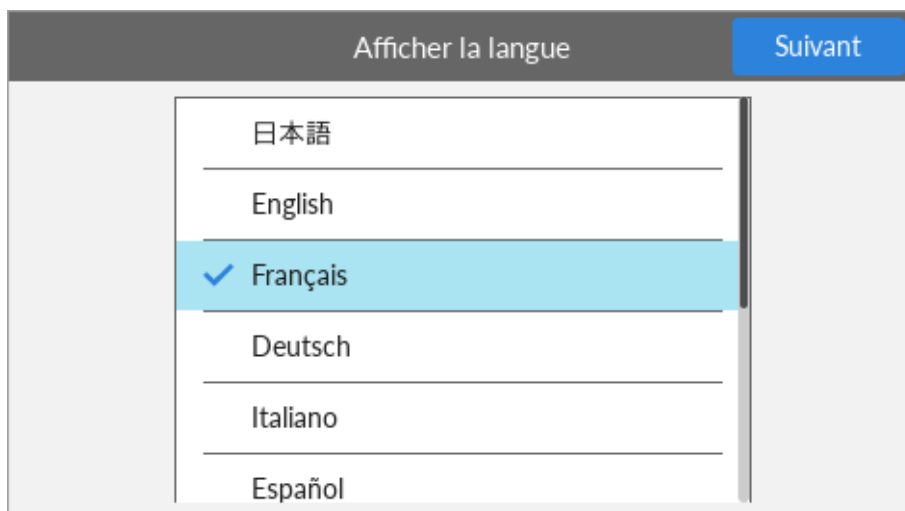 Afficher la langue
Suivant
日本語
English
Français
Deutsch
Italiano
Español